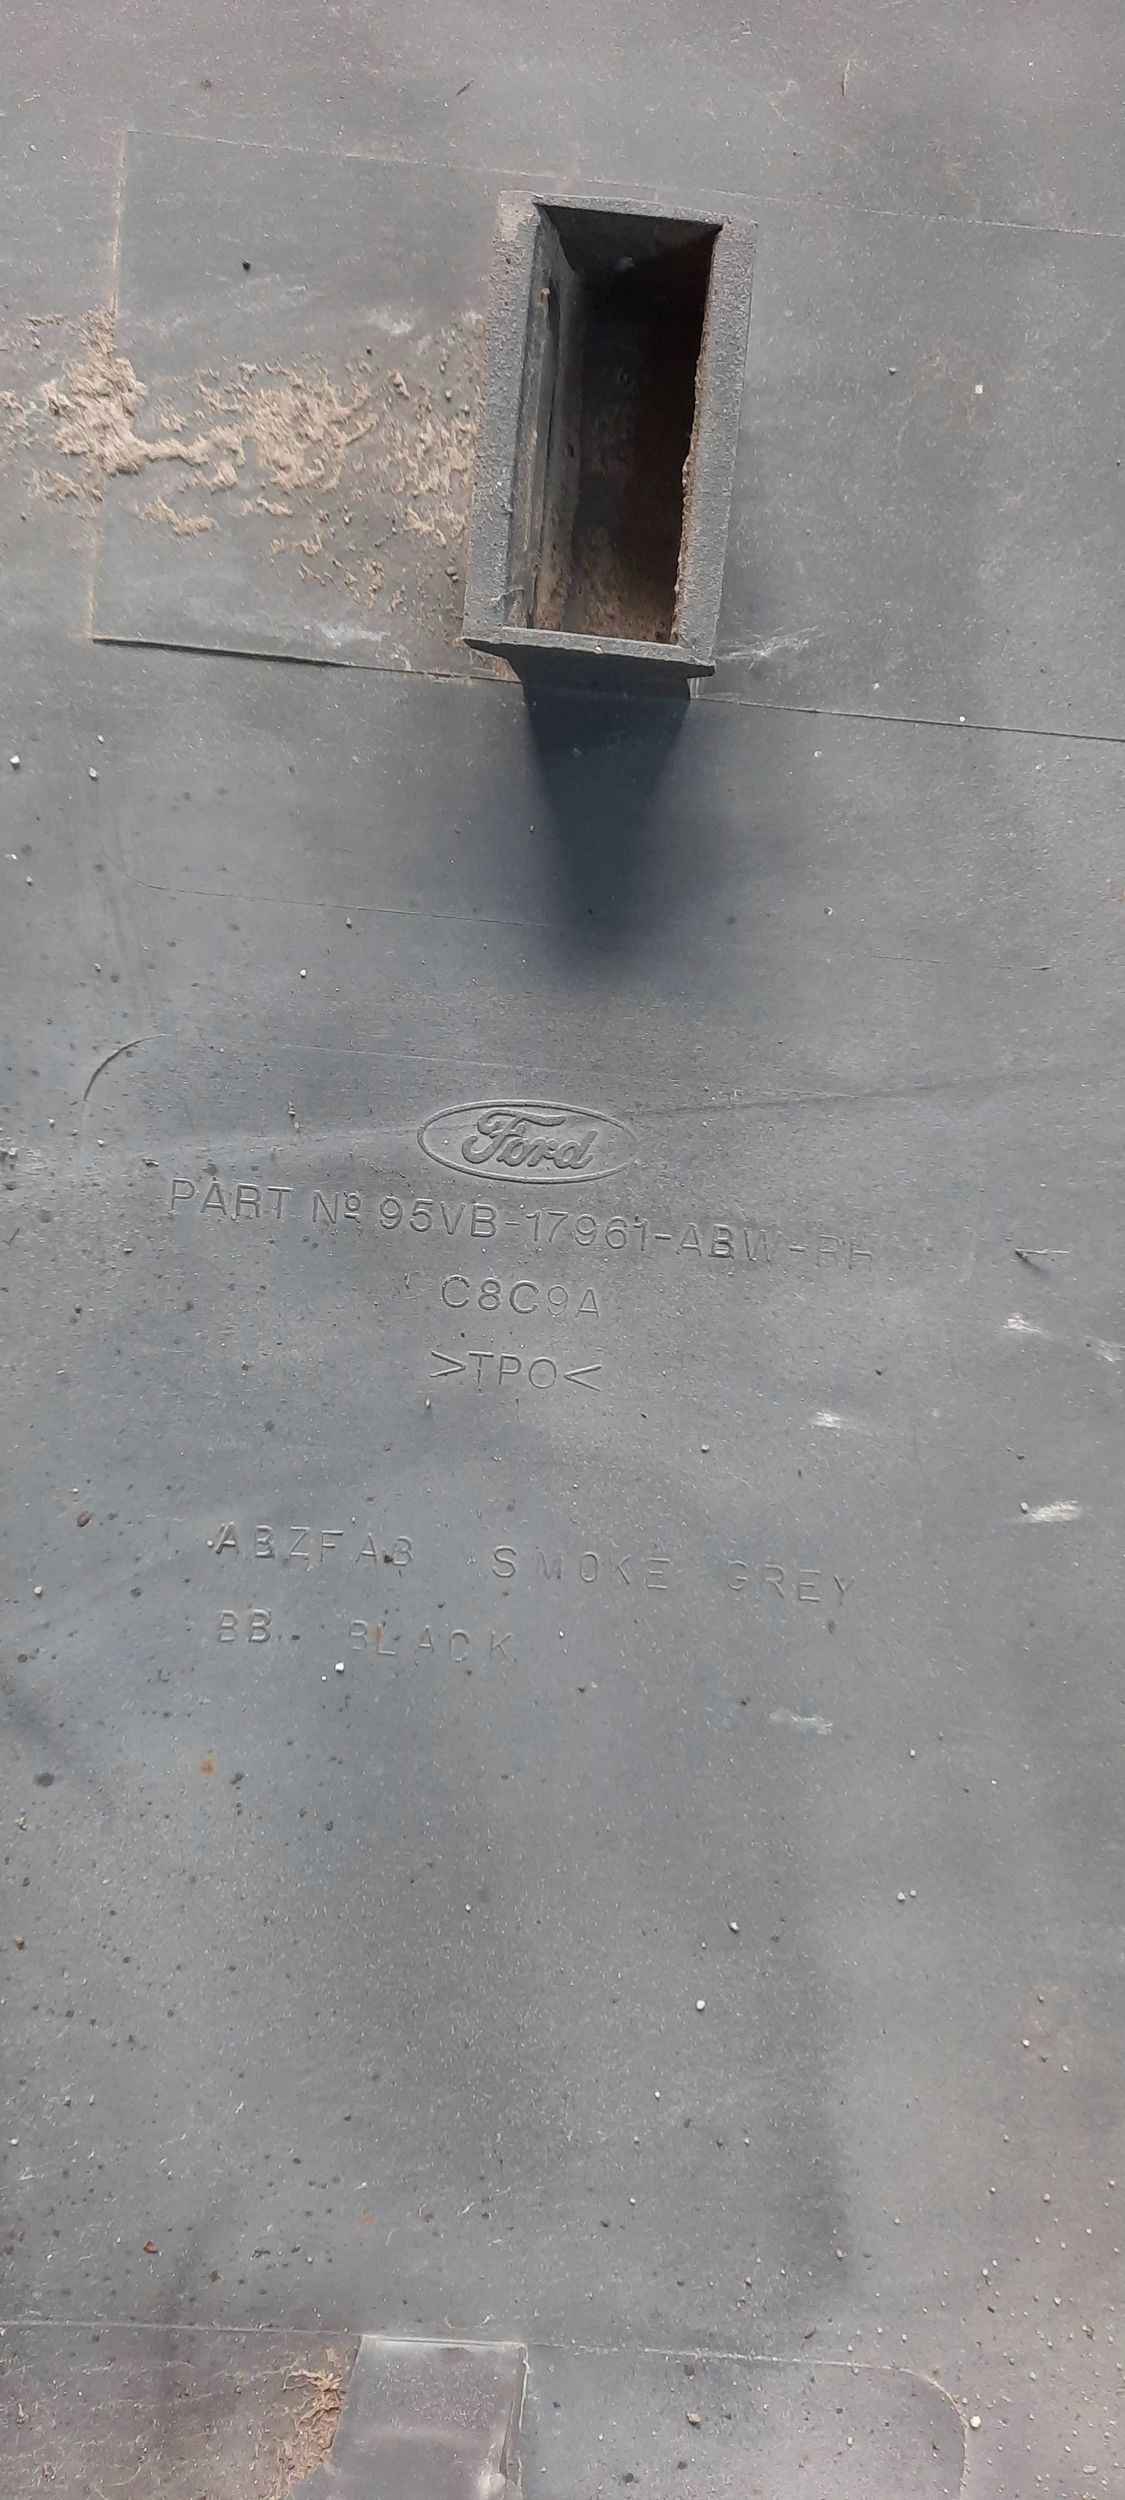 Ford
PART Nº 95VB-17961-ABW-
C8C9A
>TPO<
ABZFAB SMOKE GREY
BB BLACK